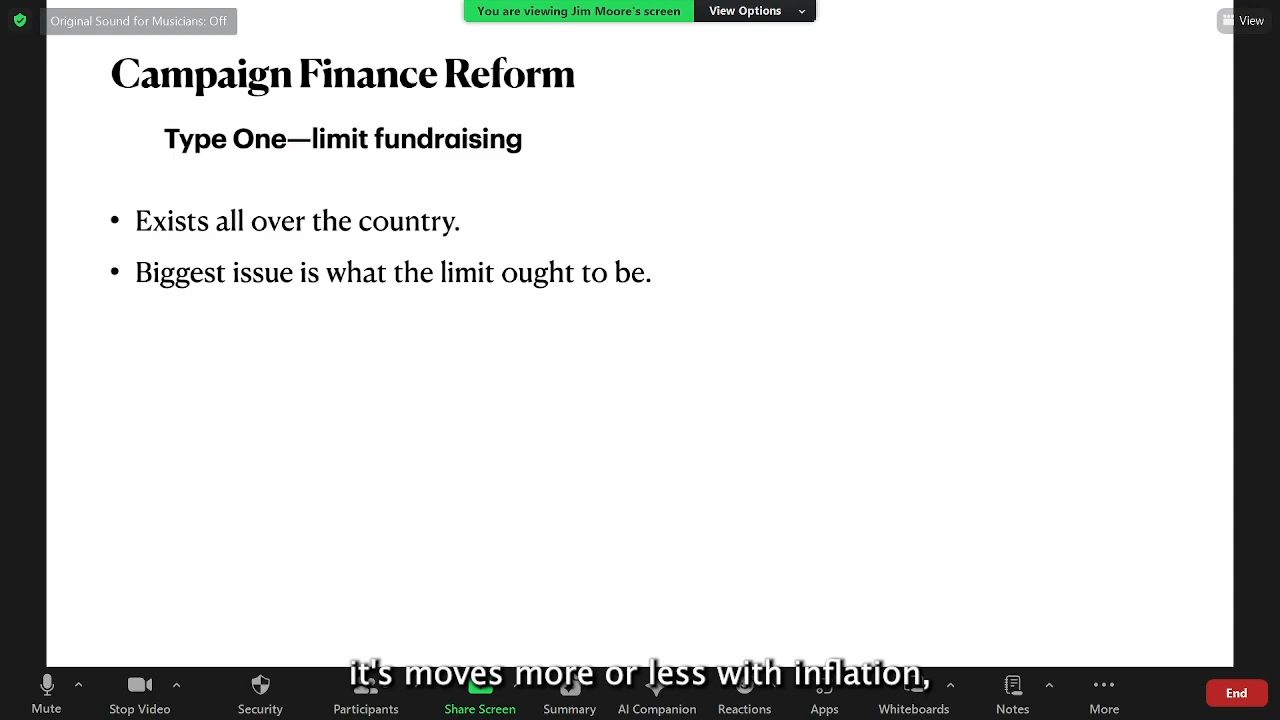 Original Sound for Musicians: Off
You are viewing Jim Moore's screen
View Options
View
Campaign Finance Reform
Type One—limit fundraising
• Exists all over the country.
• Biggest issue is what the limit ought to be.
it's moves more or less with inflation,
Mute
Stop Video
Security
Participants
Share Screen
Summary
AI Companion
Reactions
Apps
Whiteboards
Notes
More
End